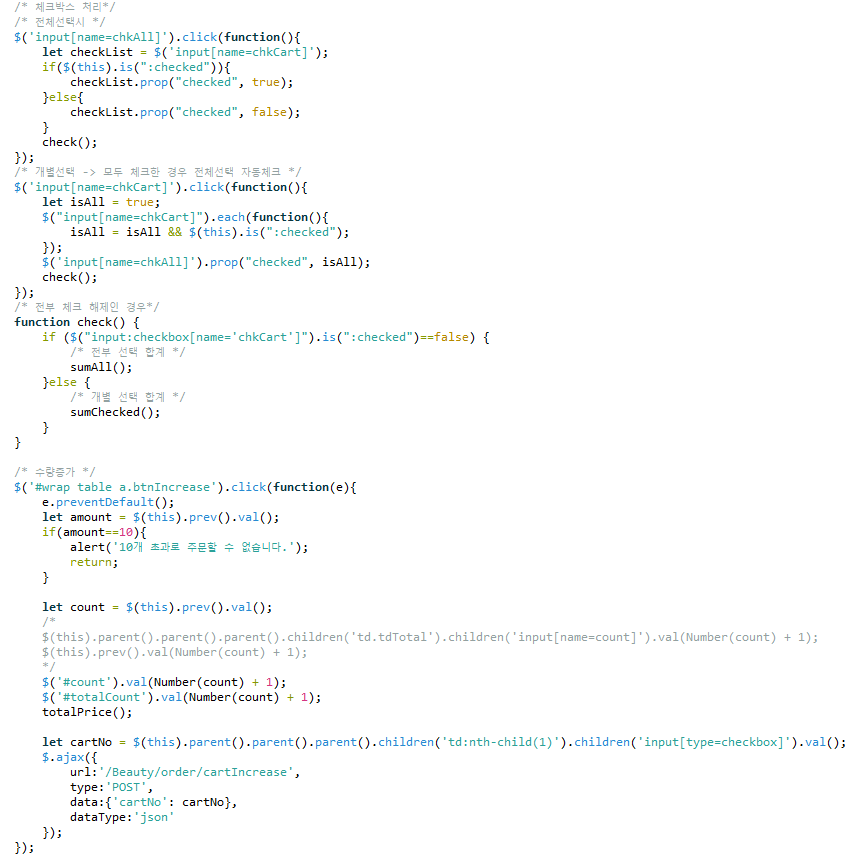 /* 체크박스 처리*/
/* 전체선택시 */
$('input[name=chkAll]').click(function(){
    let checkList = $('input[name=chkCart]');
    if($(this).is(":checked")){
        checkList.prop("checked", true);
    }else{
        checkList.prop("checked", false);
    }
    check();
});
/* 개별선택 -> 모두 체크한 경우 전체선택 자동체크 */
$('input[name=chkCart]').click(function(){
    let isAll = true;
    $("input[name=chkCart]").each(function(){
        isAll = isAll && $(this).is(":checked");
    });
    $('input[name=chkAll]').prop("checked", isAll);
    check();
});
/* 전부 체크 해제인 경우*/
function check() {
    if ($("input:checkbox[name='chkCart']").is(":checked")==false) {
        /* 전부 선택 합계 */
        sumAll();
    }else {
        /* 개별 선택 합계 */
        sumChecked();
    }
}

/* 수량증가 */
$('#wrap table a.btnIncrease').click(function(e){
    e.preventDefault();
    let amount = $(this).prev().val();
    if(amount==10){
        alert('10개 초과로 주문할 수 없습니다.');
        return;
    }

    let count = $(this).prev().val();
    /*
    $(this).parent().parent().parent().children('td.tdTotal').children('input[name=count]').val(Number(count) + 1);
    $(this).prev().val(Number(count) + 1);
    */
    $('#count').val(Number(count) + 1);
    $('#totalCount').val(Number(count) + 1);
    totalPrice();

    let cartNo = $(this).parent().parent().parent().children('td:nth-child(1)').children('input[type=checkbox]').val();
    $.ajax({
        url:'/Beauty/order/cartIncrease',
        type:'POST',
        data:{'cartNo': cartNo},
        dataType:'json'
    });
});